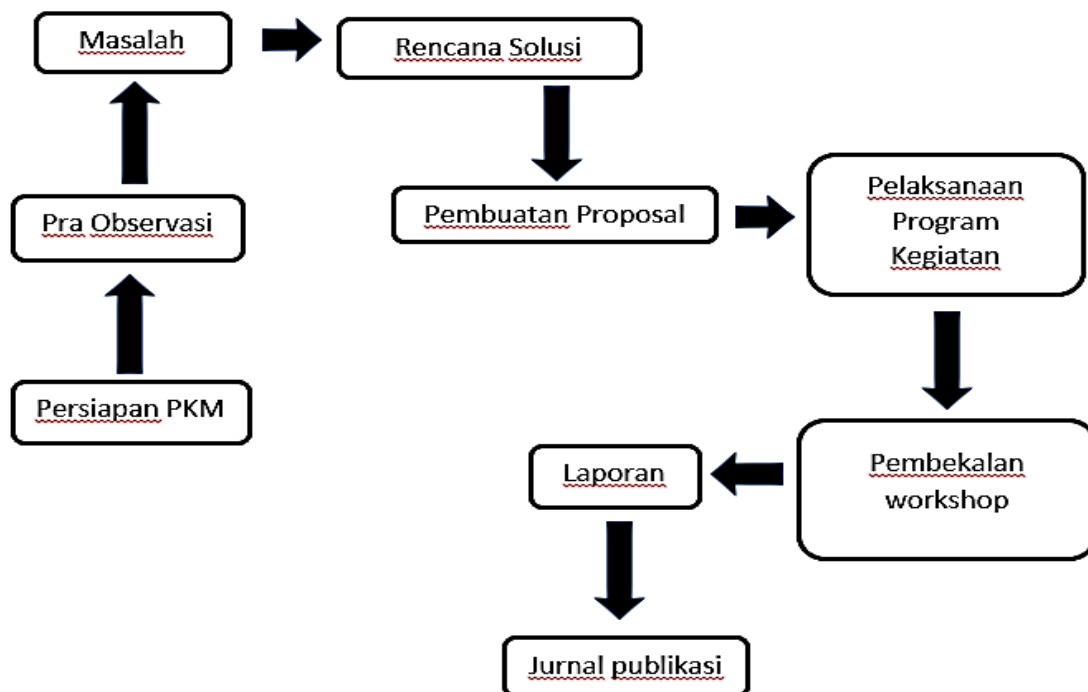 Masalah
Rencana Solusi
Pra Observasi
Pembuatan Proposal
Pelaksanaan
Program
Kegiatan
Persiapan PKM
Laporan
Pembekalan
workshop
Jurnal publikasi